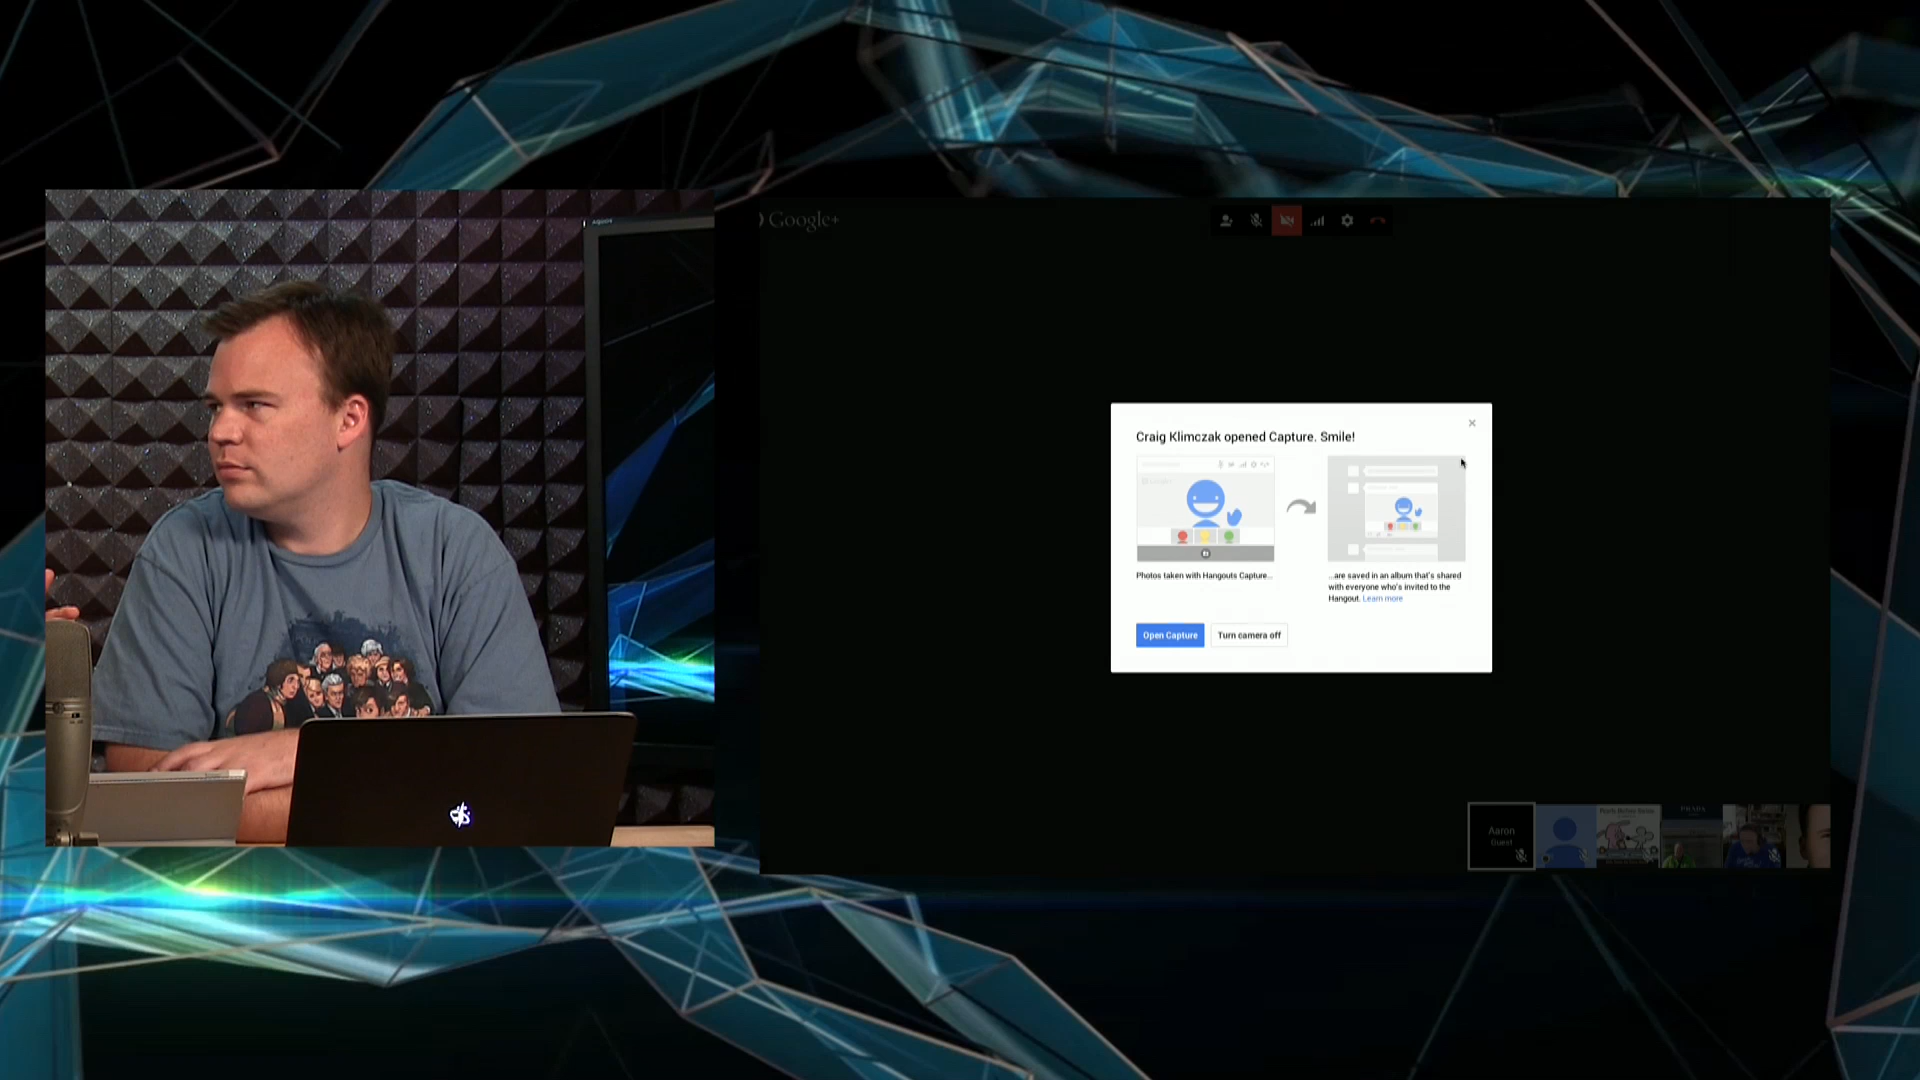 Google+
Craig Klimczak opened Capture. Smile!
Photos taken with Hangouts Capture...
...are saved in an album that's shared
with everyone who's invited to the
Hangout. Learn more
Open Capture
Turn camera off
Aaron
Guest
PRADA